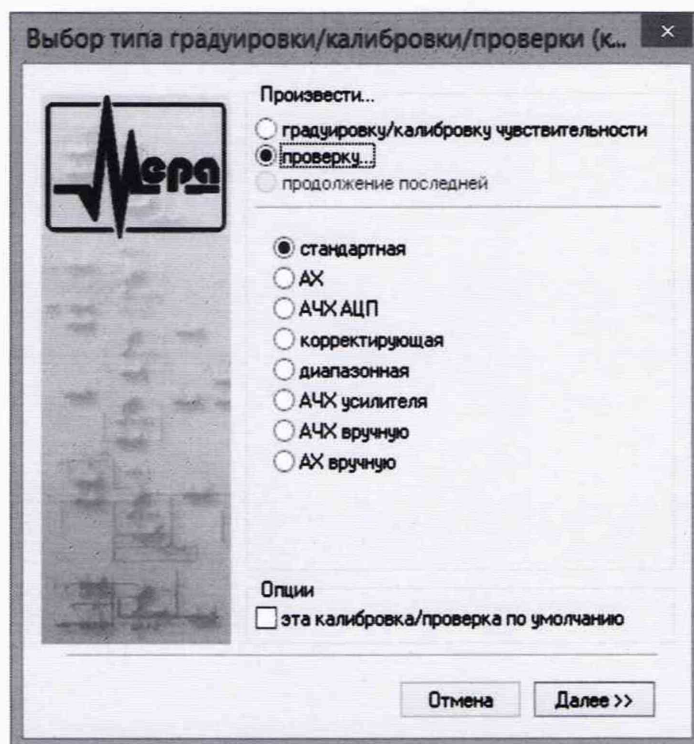 Выбор типа градуировки/калибровки/проверки (к...
Мера
Произвести...
градуировку/калибровку чувствительности
проверку...
продолжение последней
стандартная
АХ
АЧХ АЦП
корректирующая
диапазонная
АЧХ усилителя
АЧХ вручную
АХ вручную
Опции
эта калибровка/проверка по умолчанию
Отмена
Далее >>